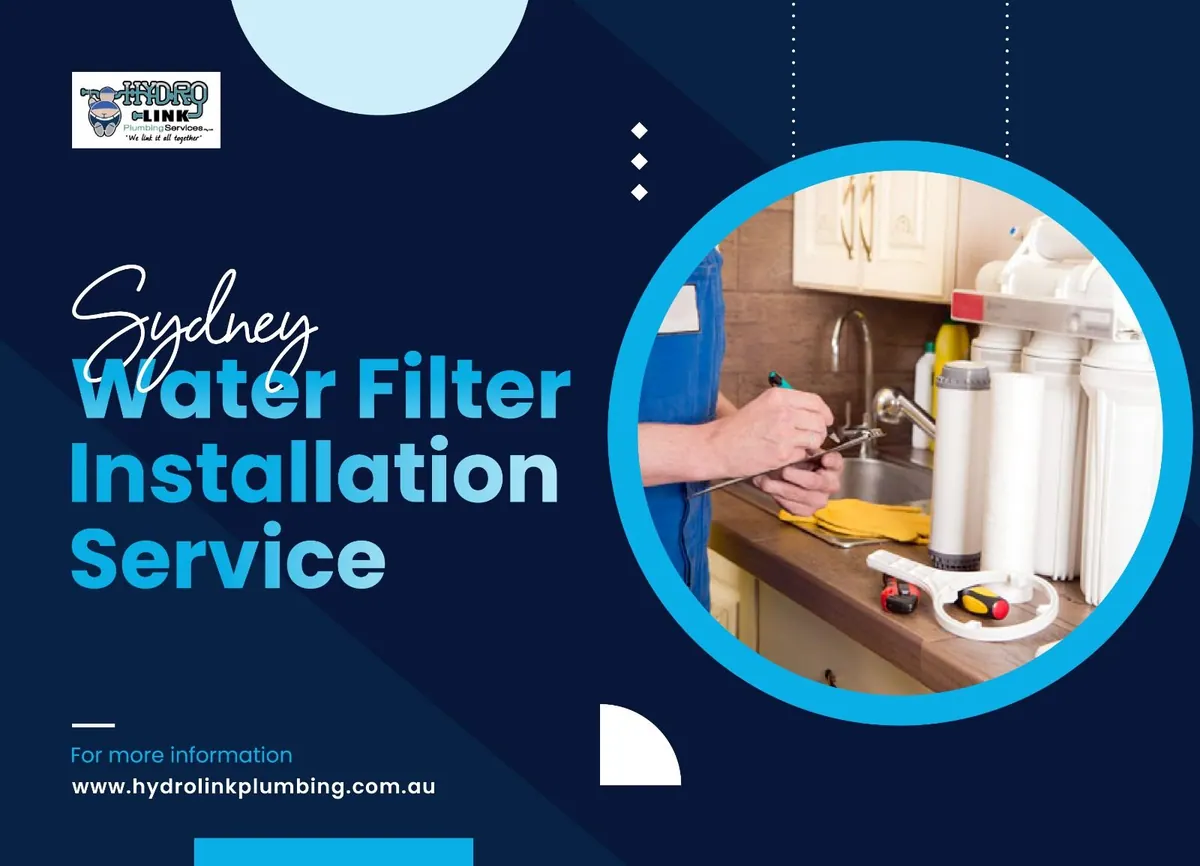 HYDRO
LINK
Plumbing Services
"We link it all together"
Sydney
Water Filter
Installation
Service
For more information
www.hydrolinkplumbing.com.au